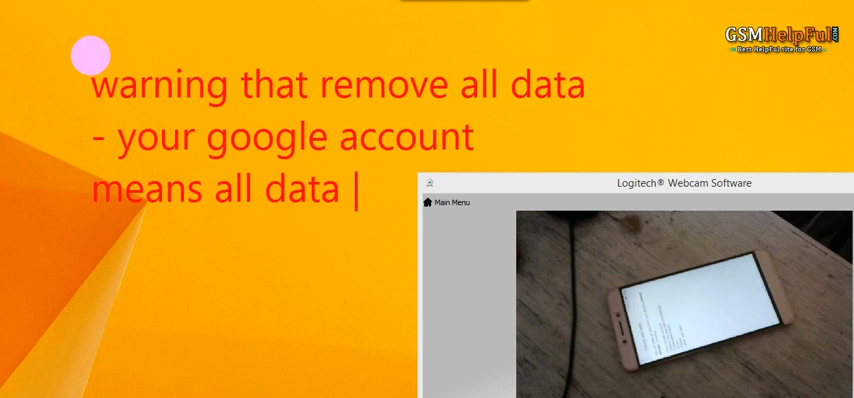 GSMHelpFul
NET
Best HelpFul site for GSM
warning that remove all data
- your google account
means all data
Logitech® Webcam Software
Main Menu